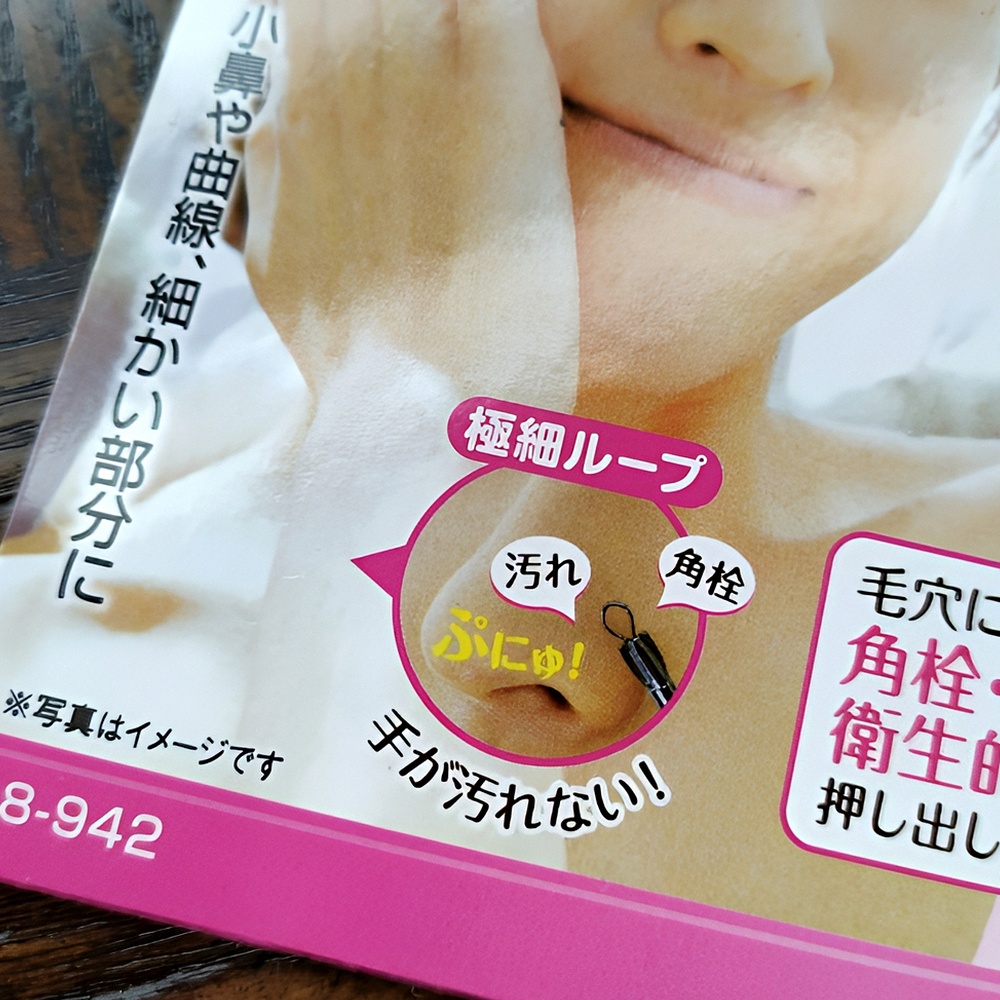 小鼻や曲線、細かい部分に
極細ループ
汚れ
角栓
ぷにゅ!
手が汚れない!
毛穴に
角栓・
衛生的
押し出し
※写真はイメージです
8-942